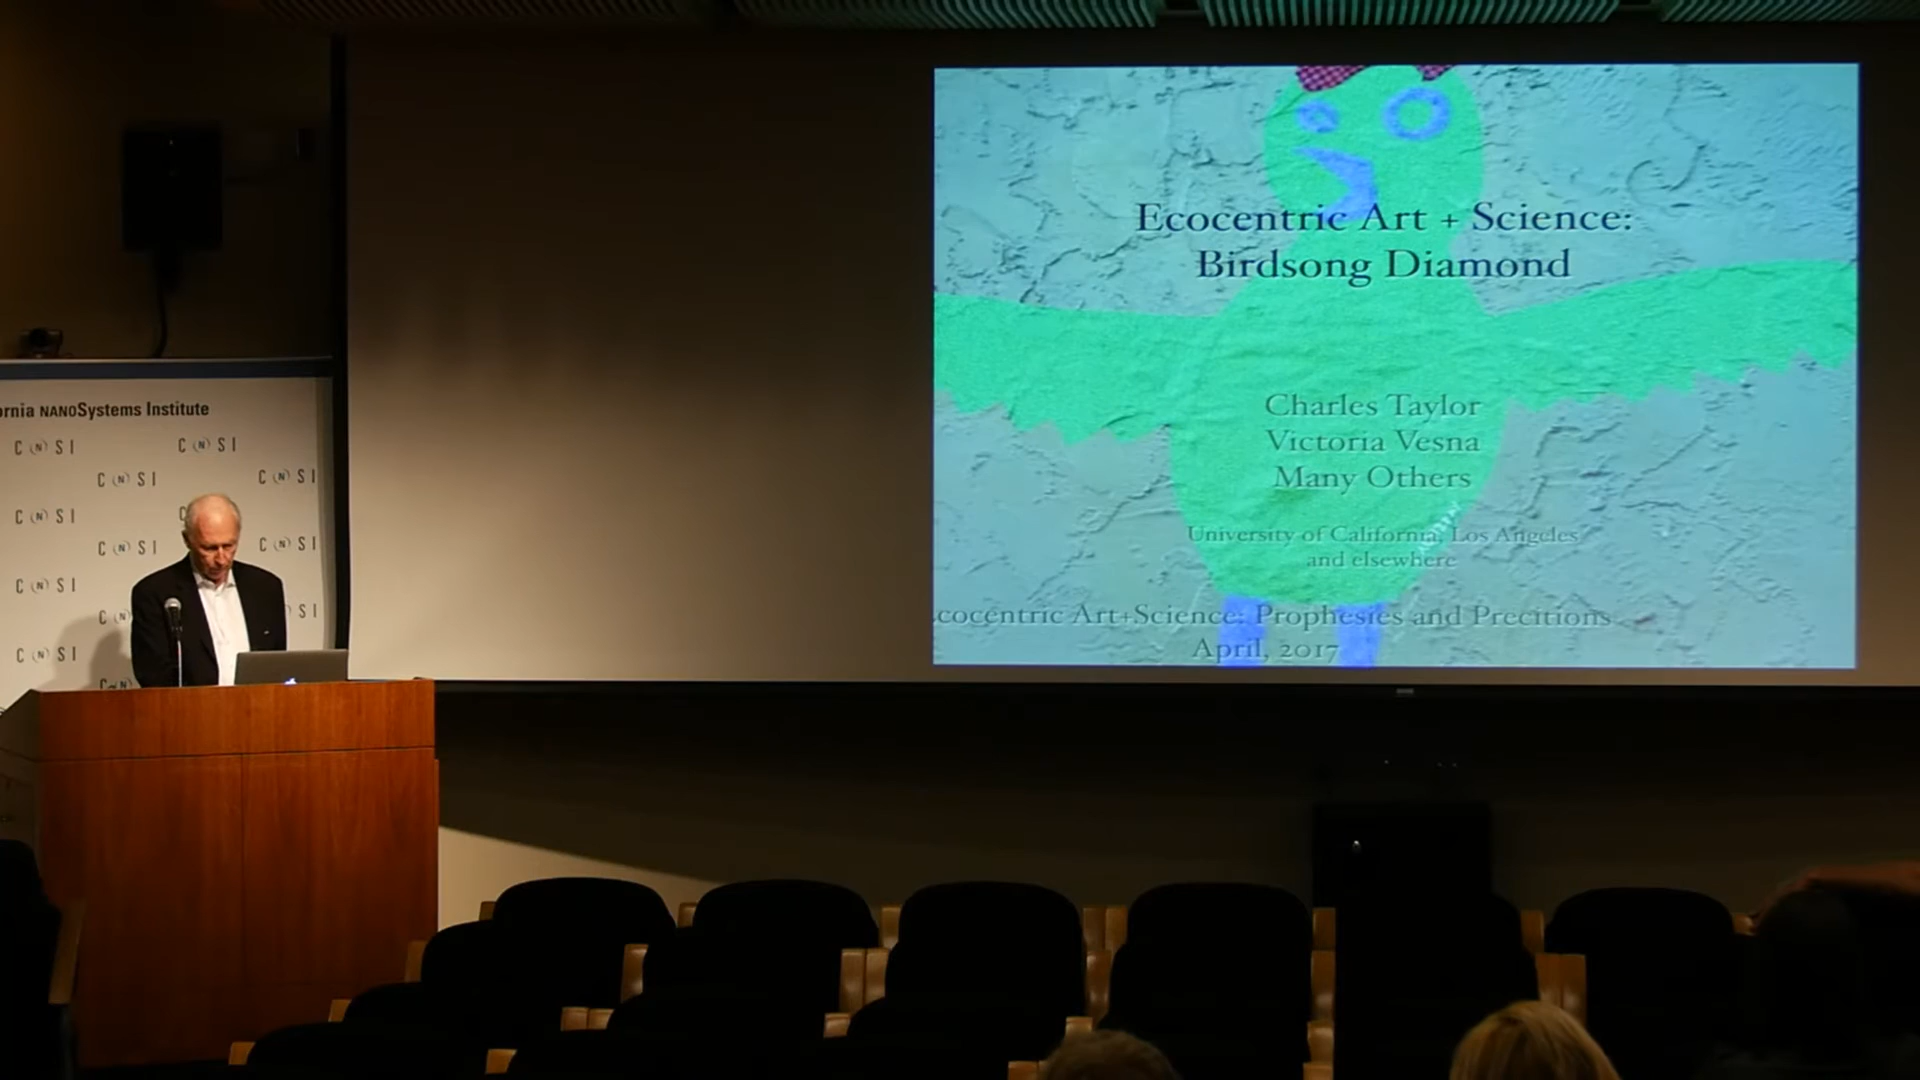 ornia NANOSystems Institute
C N S I C N S I
C N S I C N S I
C N S I C
C N S I C N S I
C N S I
C N S I
C N S I
C N
Ecocentric Art + Science:
Birdsong Diamond
Charles Taylor
Victoria Vesna
Many Others
University of California, Los Angeles
and elsewhere
cocentric Art+Science: Prophesies and Precitions
April, 2017